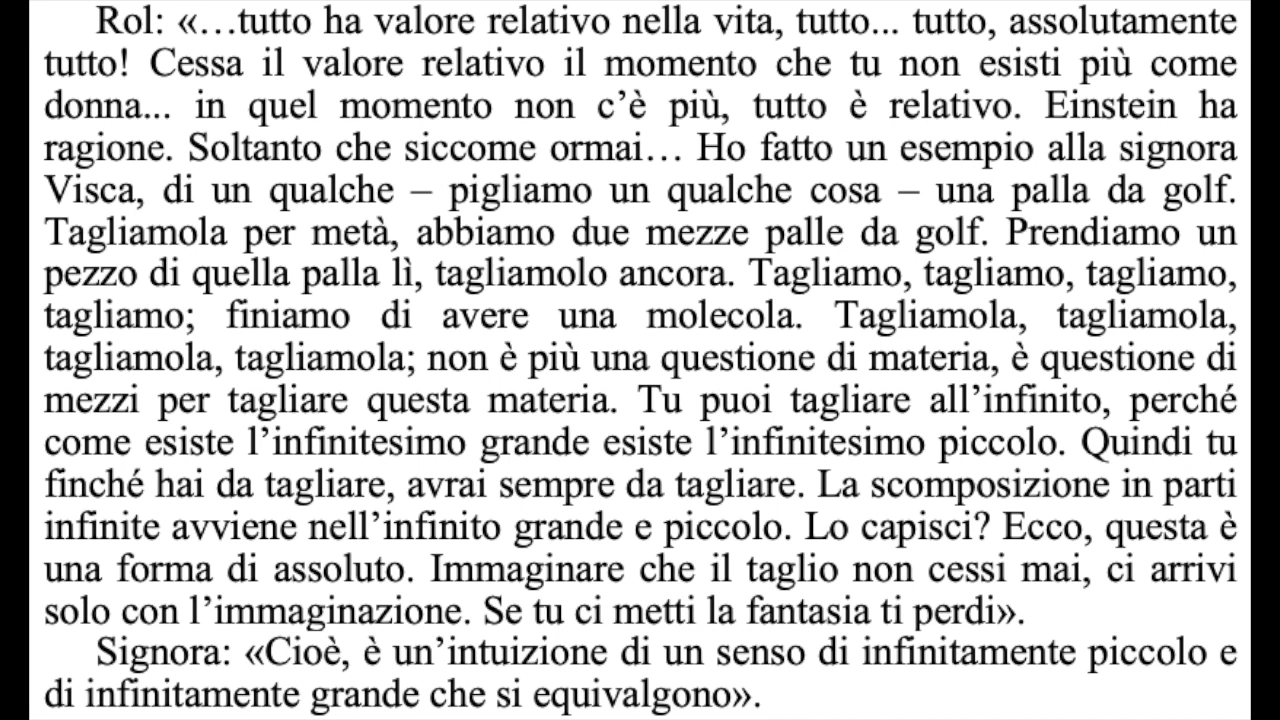 Rol: «…tutto ha valore relativo nella vita, tutto... tutto, assolutamente
tutto! Cessa il valore relativo il momento che tu non esisti più come
donna... in quel momento non c’è più, tutto è relativo. Einstein ha
ragione. Soltanto che siccome ormai… Ho fatto un esempio alla signora
Visca, di un qualche – pigliamo un qualche cosa – una palla da golf.
Tagliamola per metà, abbiamo due mezze palle da golf. Prendiamo un
pezzo di quella palla lì, tagliamolo ancora. Tagliamo, tagliamo, tagliamo,
tagliamo; finiamo di avere una molecola. Tagliamola, tagliamola,
tagliamola, tagliamola; non è più una questione di materia, è questione di
mezzi per tagliare questa materia. Tu puoi tagliare all’infinito, perché
come esiste l’infinitesimo grande esiste l’infinitesimo piccolo. Quindi tu
finché hai da tagliare, avrai sempre da tagliare. La scomposizione in parti
infinite avviene nell’infinito grande e piccolo. Lo capisci? Ecco, questa è
una forma di assoluto. Immaginare che il taglio non cessi mai, ci arrivi
solo con l’immaginazione. Se tu ci metti la fantasia ti perdi».
Signora: «Cioè, è un’intuizione di un senso di infinitamente piccolo e
di infinitamente grande che si equivalgono».